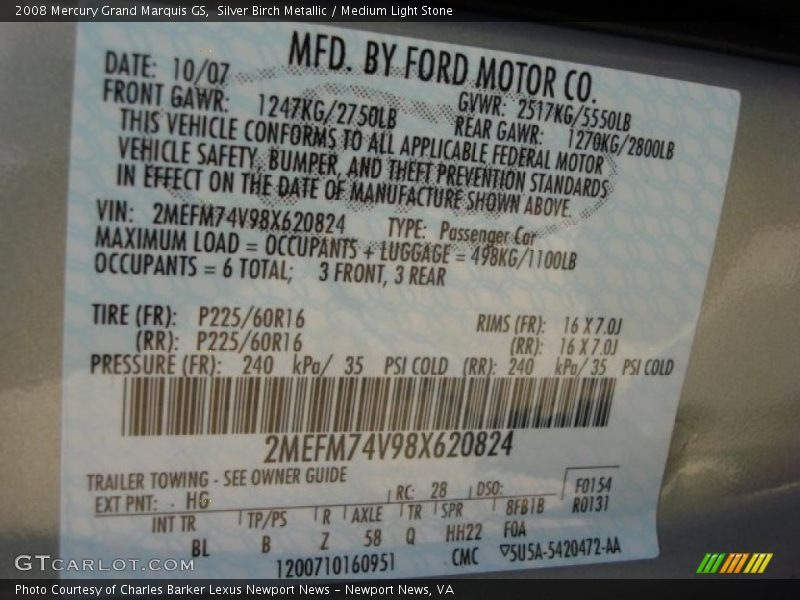 2008 Mercury Grand Marquis GS, Silver Birch Metallic / Medium Light Stone
MFD. BY FORD MOTOR CO.
DATE: 10/07 GVWR: 2517KG/5550LB
FRONT GAWR: 1247KG/2750LB REAR GAWR: 1270KG/2800LB
THIS VEHICLE CONFORMS TO ALL APPLICABLE FEDERAL MOTOR
VEHICLE SAFETY, BUMPER, AND THEFT PREVENTION STANDARDS
IN EFFECT ON THE DATE OF MANUFACTURE SHOWN ABOVE.
VIN: 2MEFM74V98X620824 TYPE: Passenger Car
MAXIMUM LOAD = OCCUPANTS + LUGGAGE = 498KG/1100LB
OCCUPANTS = 6 TOTAL; 3 FRONT, 3 REAR
TIRE (FR): P225/60R16 RIMS (FR): 16 X 7.0J
(RR): P225/60R16 (RR): 16 X 7.0J
PRESSURE (FR): 240 kPa/ 35 PSI COLD (RR): 240 kPa/ 35 PSI COLD
2MEFM74V98X620824
TRAILER TOWING - SEE OWNER GUIDE
EXT PNT: HG RC: 28 DSO: F0154
INT TR TP/PS R AXLE TR SPR 8FB1B R0131
BL B Z 58 Q HH22 F0A
1200710160951 CMC ▽5U5A-5420472-AA
GTCARLOT.COM
Photo Courtesy of Charles Barker Lexus Newport News – Newport News, VA